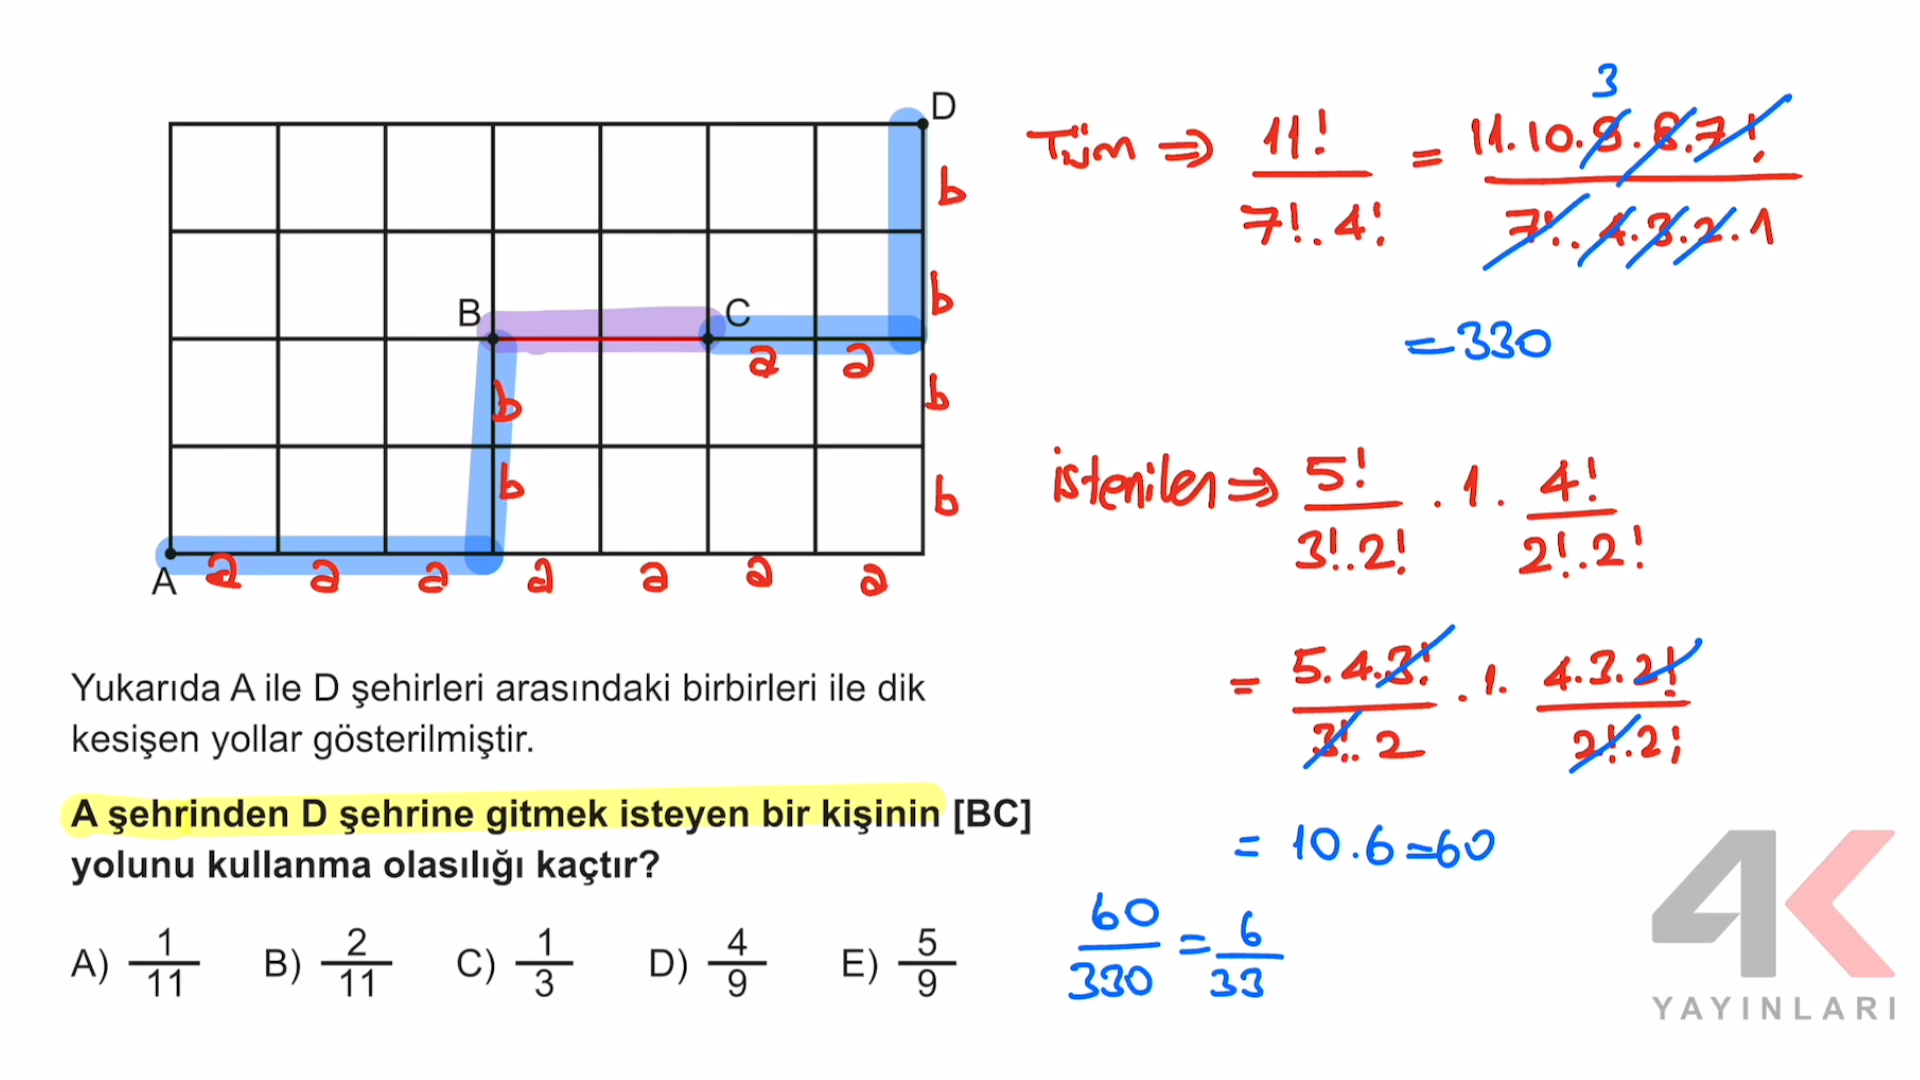 D
B
C
A
b
b
b
b
b
b
a a
a a a a a a a
Yukarıda A ile D şehirleri arasındaki birbirleri ile dik
kesişen yollar gösterilmiştir.
A şehrinden D şehrine gitmek isteyen bir kişinin [BC]
yolunu kullanma olasılığı kaçtır?
A) 1/11 B) 2/11 C) 1/3 D) 4/9 E) 5/9
3
Tüm ⇒ 11!/7!.4! = 11.10.9.8.7!/7!.4.3.2.1
=330
istenilen ⇒ 5!/3!.2! .1. 4!/2!.2!
= 5.4.3!/3!.2 .1. 4.3.2!/2!.2!
= 10.6=60
60/330 = 6/33
4K
YAYINLARI